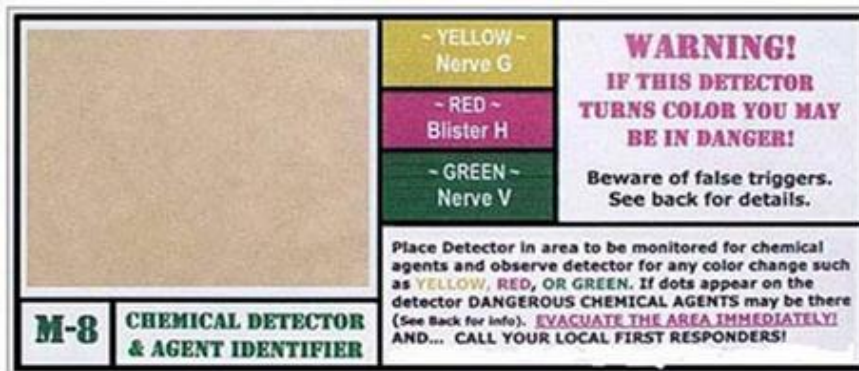 ~ YELLOW ~
Nerve G
~ RED ~
Blister H
~ GREEN ~
Nerve V
WARNING!
IF THIS DETECTOR
TURNS COLOR YOU MAY
BE IN DANGER!
Beware of false triggers.
See back for details.
Place Detector in area to be monitored for chemical
agents and observe detector for any color change such
as YELLOW, RED, OR GREEN. If dots appear on the
detector DANGEROUS CHEMICAL AGENTS may be there
(See Back for info). EVACUATE THE AREA IMMEDIATELY!
AND... CALL YOUR LOCAL FIRST RESPONDERS!
M-8
CHEMICAL DETECTOR
& AGENT IDENTIFIER